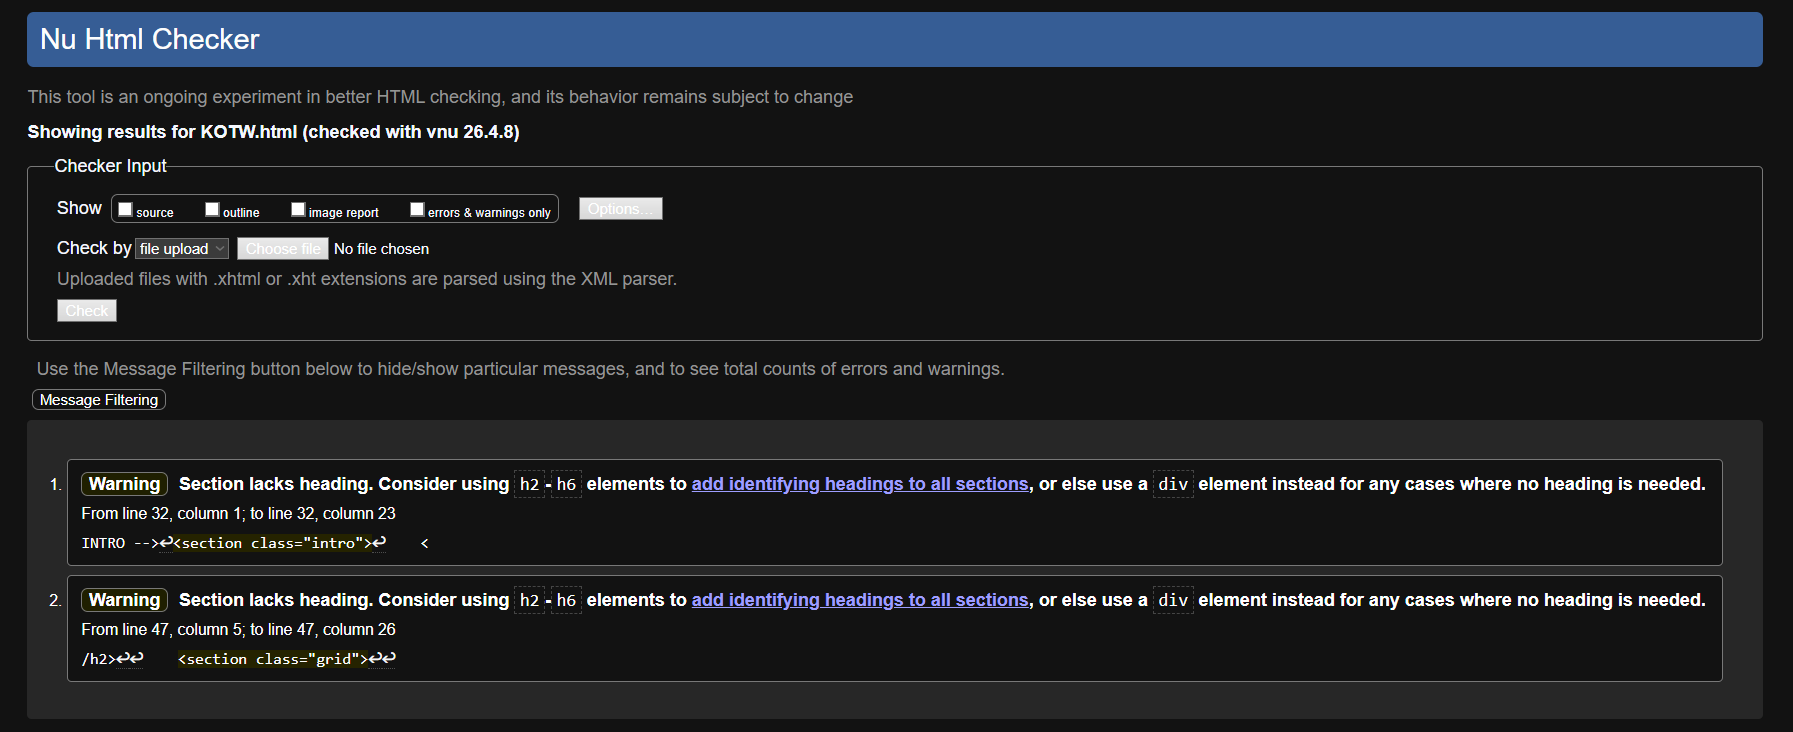 Nu Html Checker
This tool is an ongoing experiment in better HTML checking, and its behavior remains subject to change
Showing results for KOTW.html (checked with vnu 26.4.8)
Checker Input
Show source outline image report errors & warnings only Options...
Check by file upload Choose file No file chosen
Uploaded files with .xhtml or .xht extensions are parsed using the XML parser.
Check
Use the Message Filtering button below to hide/show particular messages, and to see total counts of errors and warnings.
Message Filtering
1. Warning Section lacks heading. Consider using h2-h6 elements to add identifying headings to all sections, or else use a div element instead for any cases where no heading is needed.
From line 32, column 1; to line 32, column 23
INTRO -->↩<section class="intro">↩ <
2. Warning Section lacks heading. Consider using h2-h6 elements to add identifying headings to all sections, or else use a div element instead for any cases where no heading is needed.
From line 47, column 5; to line 47, column 26
/h2>↩↩ <section class="grid">↩↩